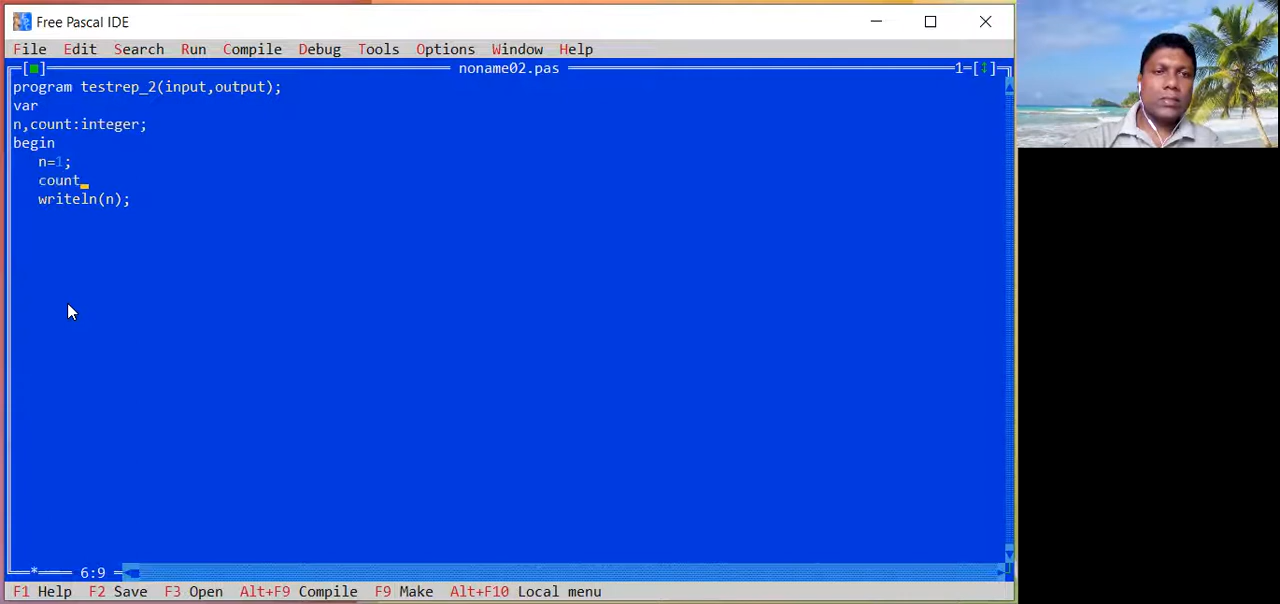 Free Pascal IDE
File Edit Search Run Compile Debug Tools Options Window Help
noname02.pas 1
program testrep_2(input,output);
var
n,count:integer;
begin
n=1;
count_
writeln(n);
* 6:9
F1 Help F2 Save F3 Open Alt+F9 Compile F9 Make Alt+F10 Local menu